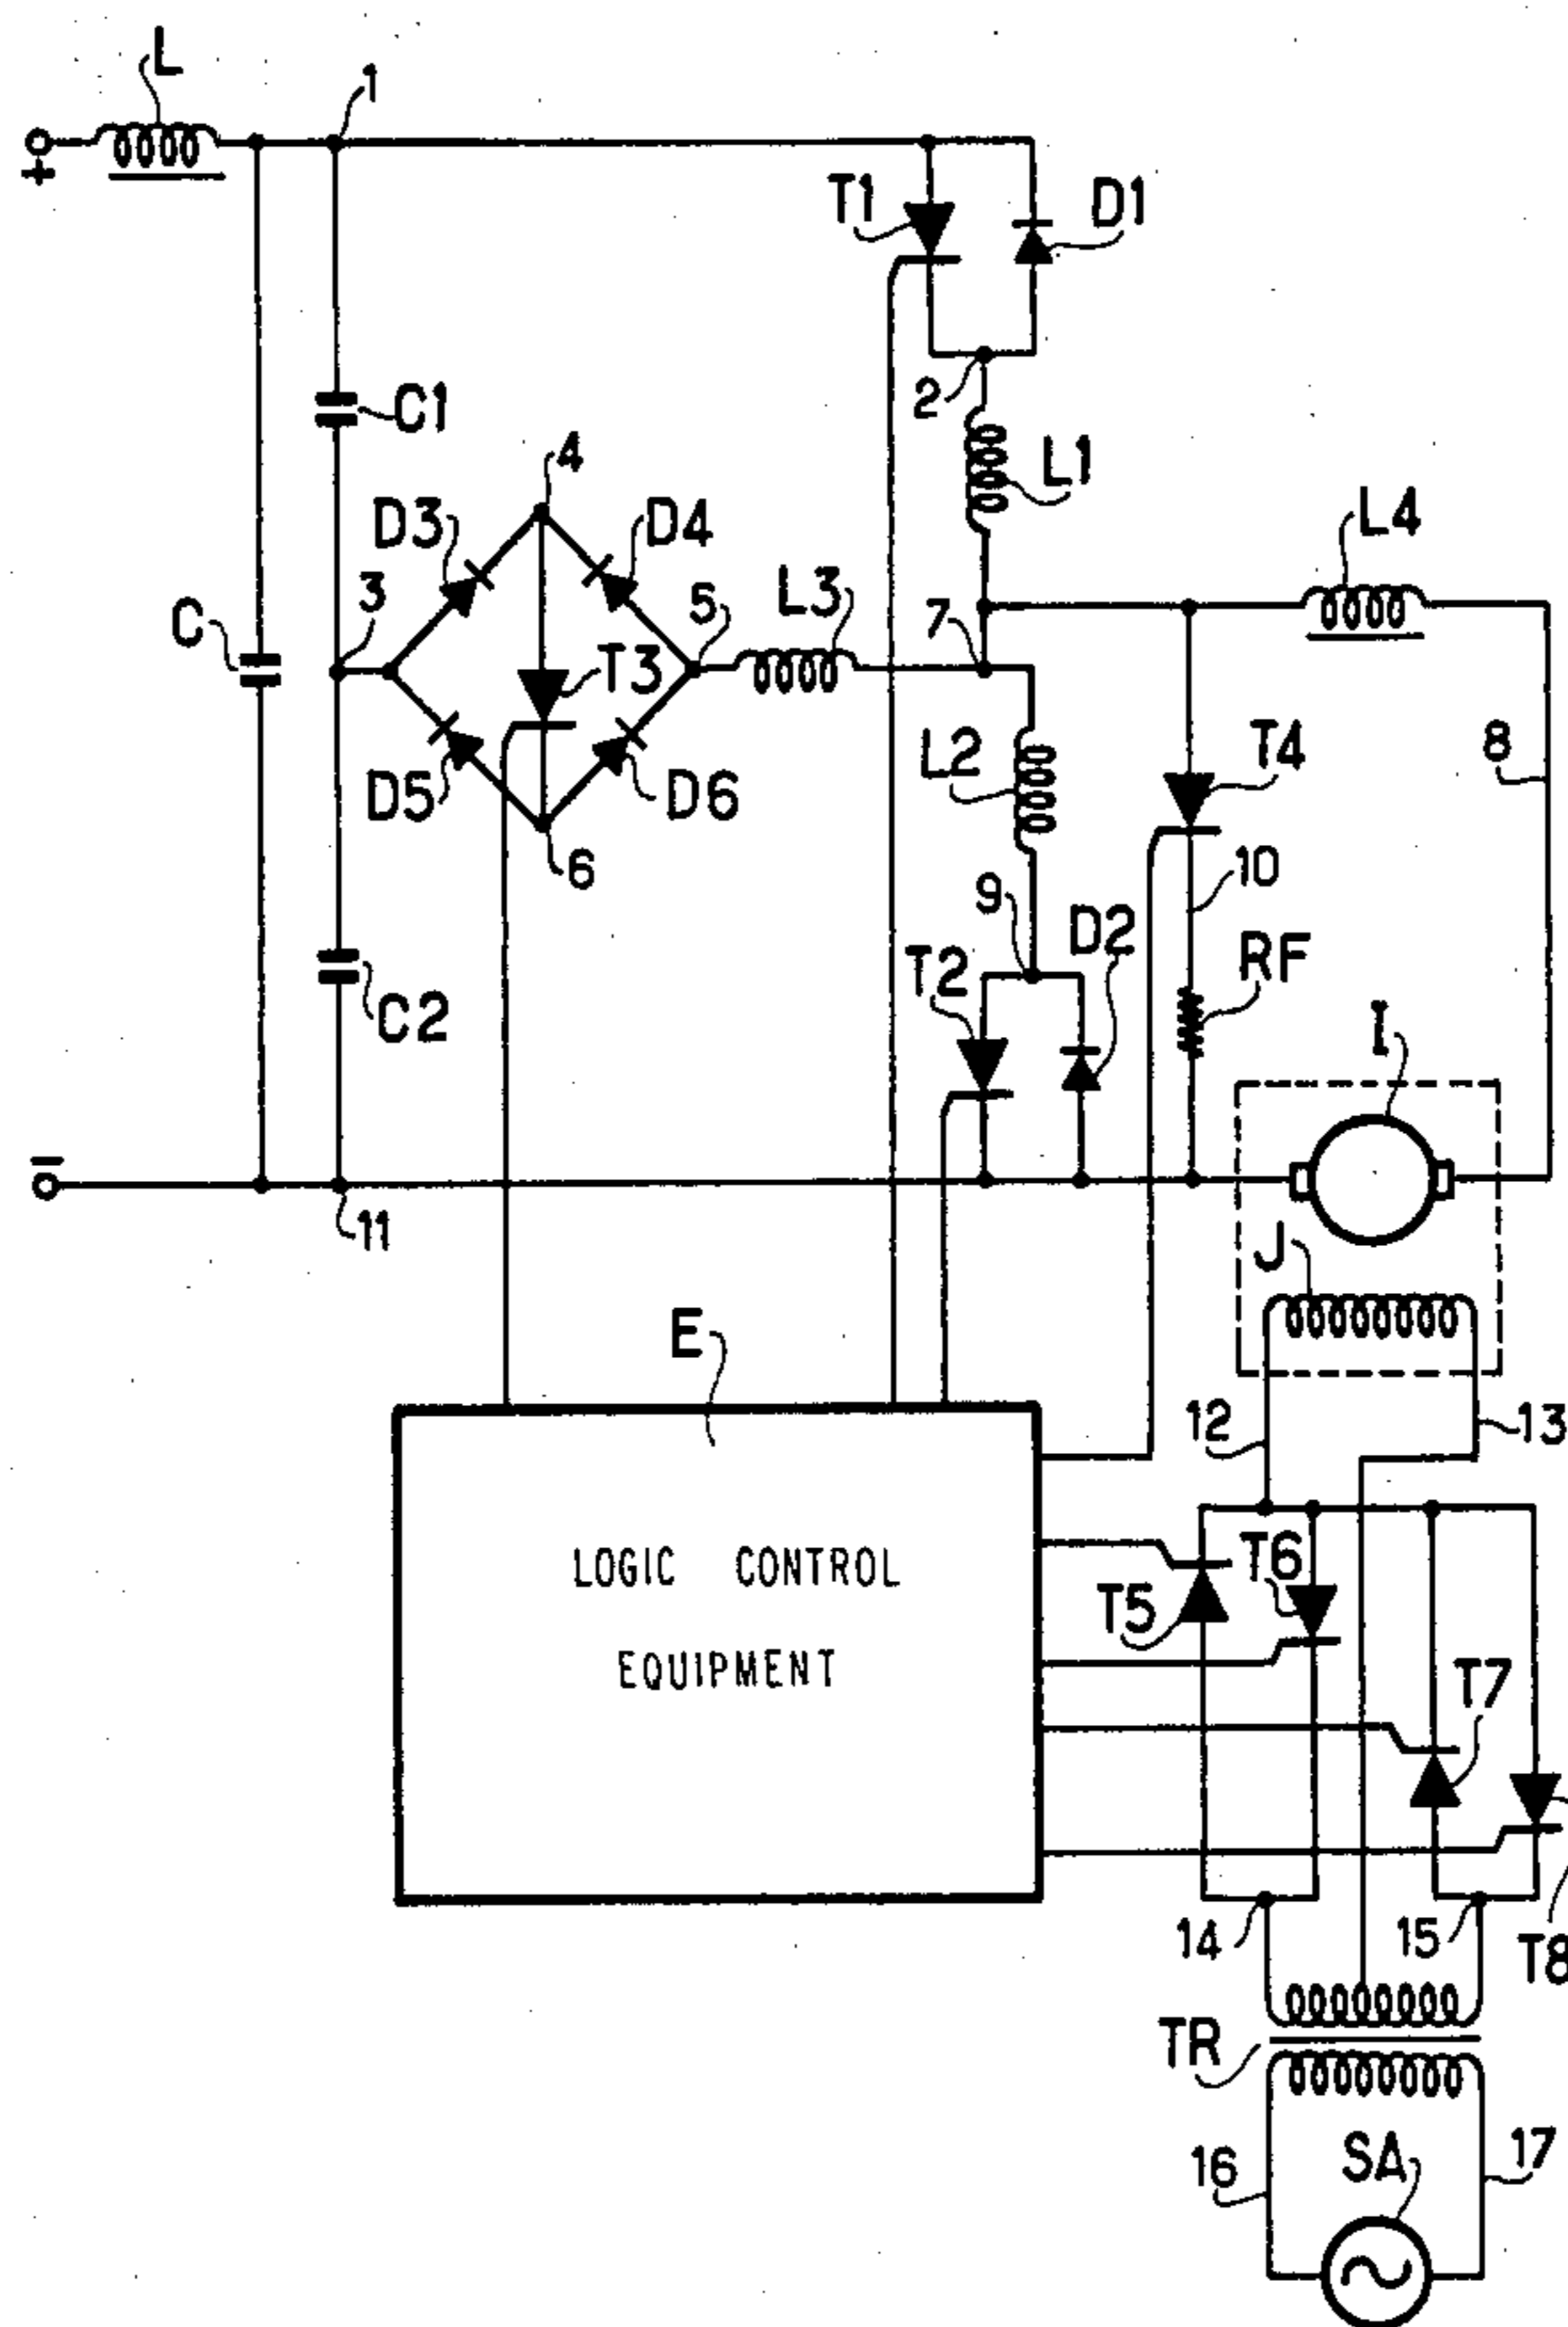 L
1
+
T1
D1
2
C1
4
L1
D3
D4
L4
3
5
L3
C
7
T3
L2
T4
8
D5
D6
6
10
9
D2
T2
RF
C2
I
-
11
J
E
12
13
LOGIC CONTROL
EQUIPMENT
T6
T5
T7
14
15
T8
TR
16
SA
17